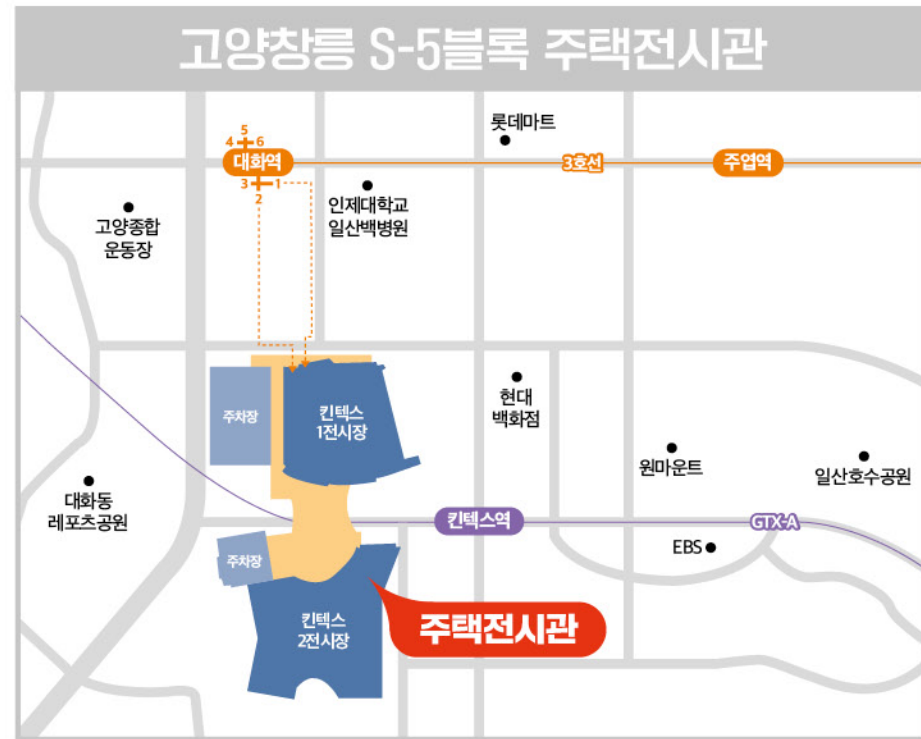 고양창릉 S-5블록 주택전시관
5
4
6
대화역
3
1
2
롯데마트
3호선
주엽역
인제대학교
일산백병원
고양종합
운동장
주차장
킨텍스
1전시장
현대
백화점
원마운트
일산호수공원
대화동
레포츠공원
킨텍스역
GTX-A
EBS
주차장
킨텍스
2전시장
주택전시관